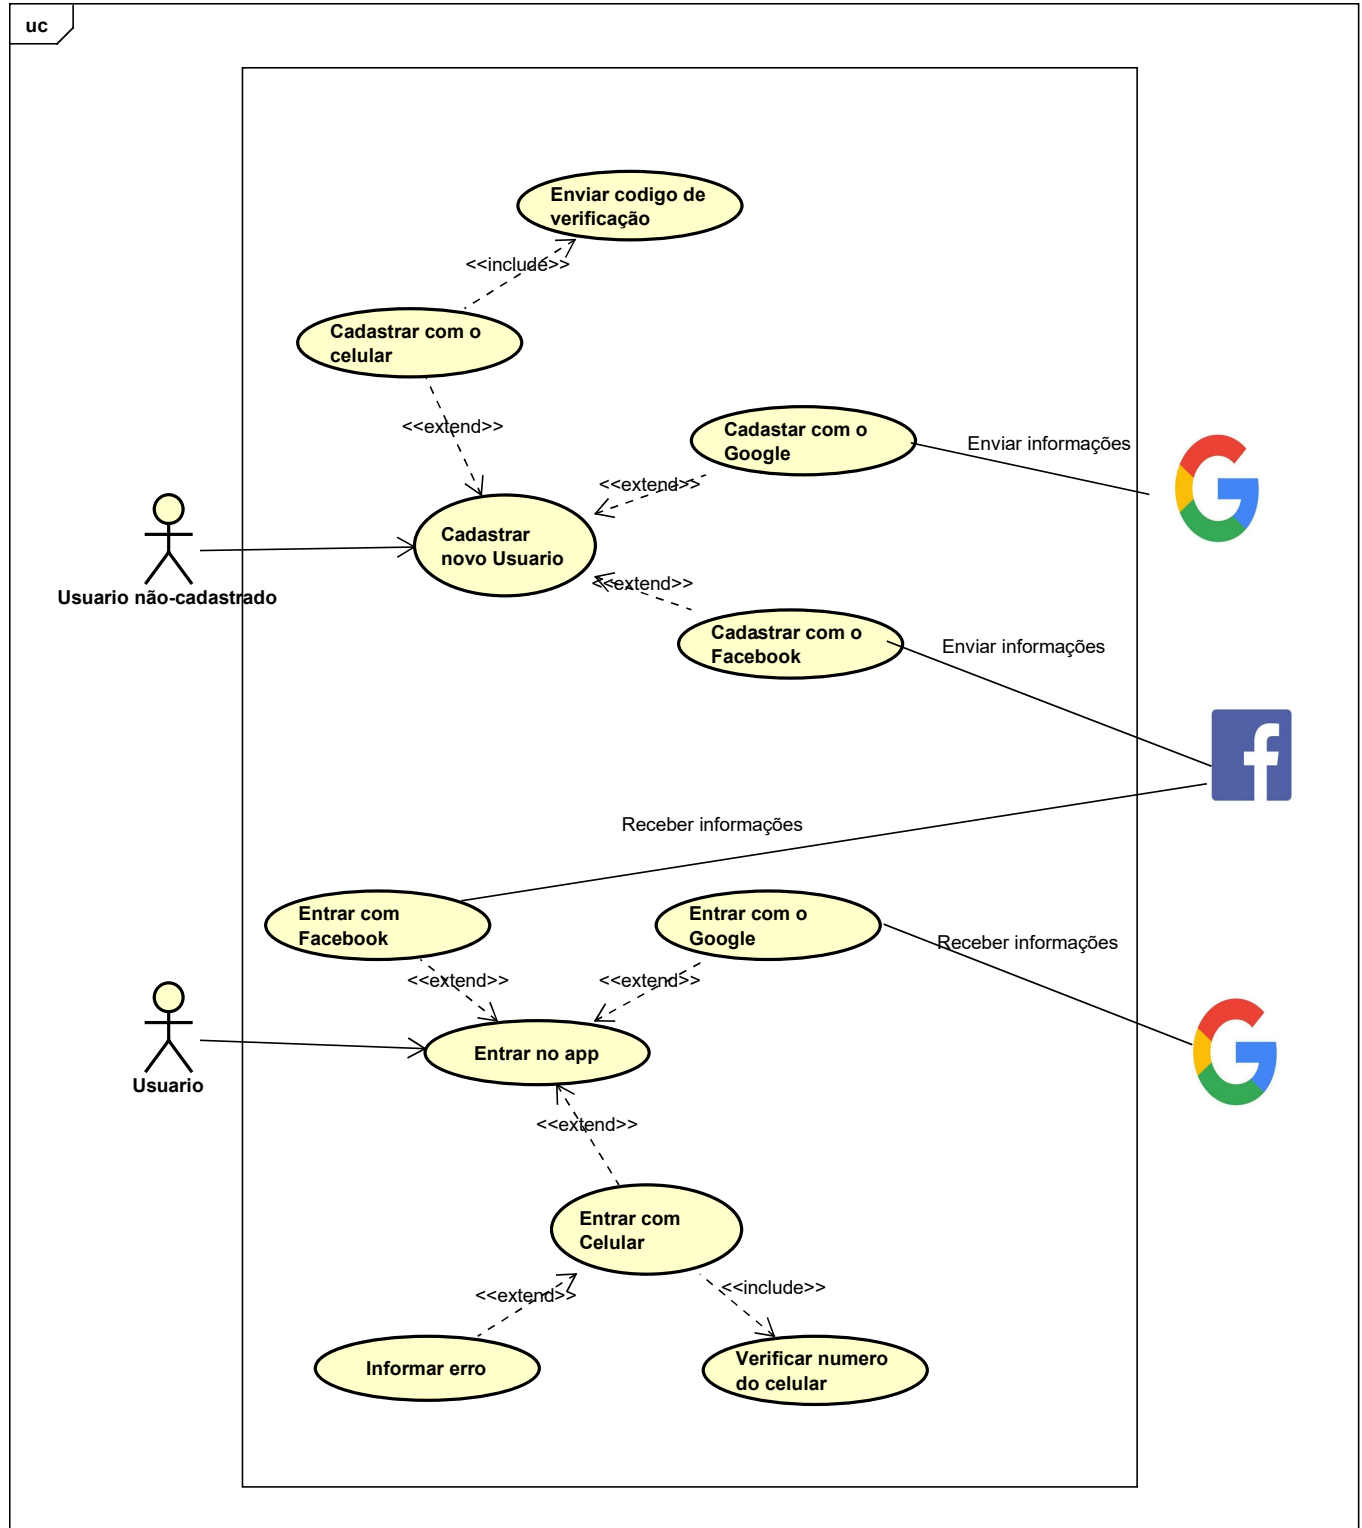 uc
Enviar codigo de
verificação
<<include>>
Cadastrar com o
celular
<<extend>>
Cadastar com o
Google
Enviar informações
<<extend>>
Cadastrar
novo Usuario
Usuario não-cadastrado
<<extend>>
Cadastrar com o
Facebook
Enviar informações
Receber informações
Entrar com
Facebook
Entrar com o
Google
Receber informações
<<extend>>
<<extend>>
Entrar no app
Usuario
<<extend>>
Entrar com
Celular
<<extend>>
<<include>>
Informar erro
Verificar numero
do celular